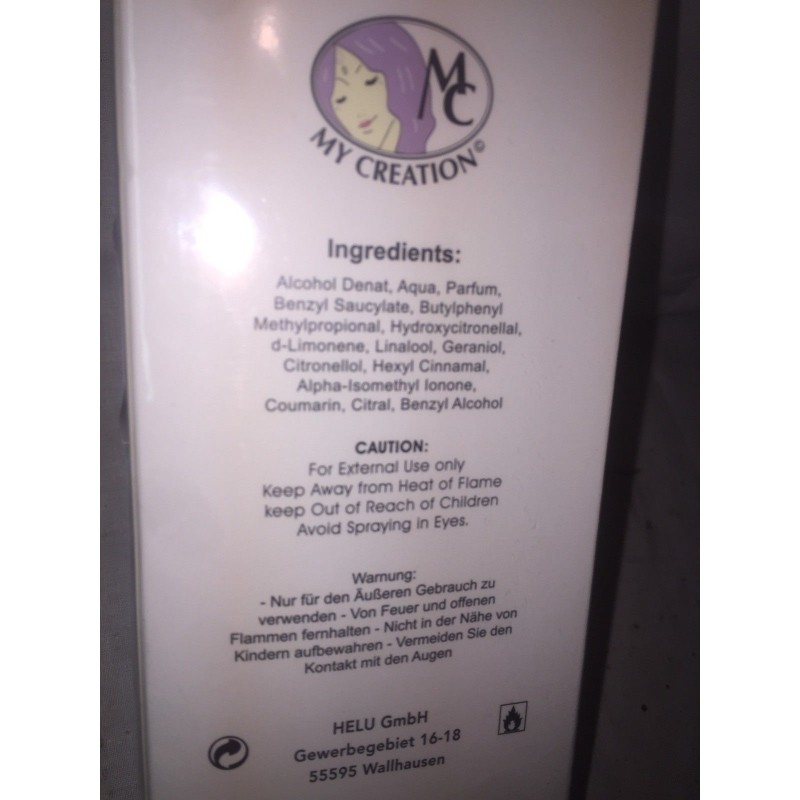 MC
MY CREATION©
Ingredients:
Alcohol Denat, Aqua, Parfum,
Benzyl Saucylate, Butylphenyl
Methylpropional, Hydroxycitronellal,
d-Limonene, Linalool, Geraniol,
Citronellol, Hexyl Cinnamal,
Alpha-Isomethyl Ionone,
Coumarin, Citral, Benzyl Alcohol
CAUTION:
For External Use only
Keep Away from Heat of Flame
keep Out of Reach of Children
Avoid Spraying in Eyes.
Warnung:
- Nur für den Äußeren Gebrauch zu
verwenden - Von Feuer und offenen
Flammen fernhalten - Nicht in der Nähe von
Kindern aufbewahren - Vermeiden Sie den
Kontakt mit den Augen
HELU GmbH
Gewerbegebiet 16-18
55595 Wallhausen